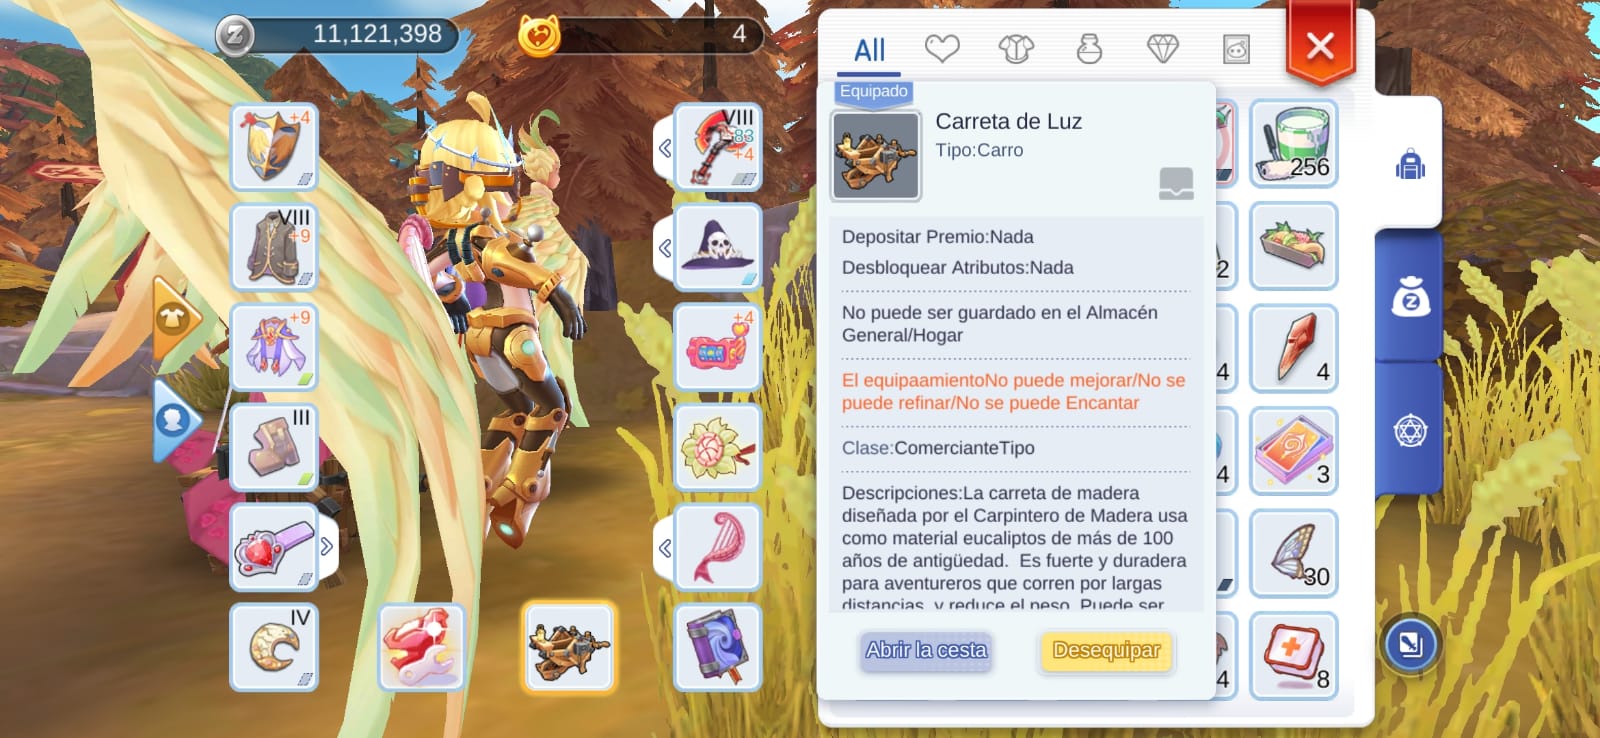 11,121,398
4
All
Equipado
Carreta de Luz
Tipo:Carro
Depositar Premio:Nada
Desbloquear Atributos:Nada
No puede ser guardado en el Almacén
General/Hogar
El equipaamientoNo puede mejorar/No se
puede refinar/No se puede Encantar
Clase:ComercianteTipo
Descripciones:La carreta de madera
diseñada por el Carpintero de Madera usa
como material eucaliptos de más de 100
años de antigüedad.  Es fuerte y duradera
para aventureros que corren por largas
distancias, y reduce el peso. Puede ser
Abrir la cesta
Desequipar
+4
VIII
+9
+9
III
IV
VIII
83
+4
+4
256
2
4
4
4
3
30
4
8